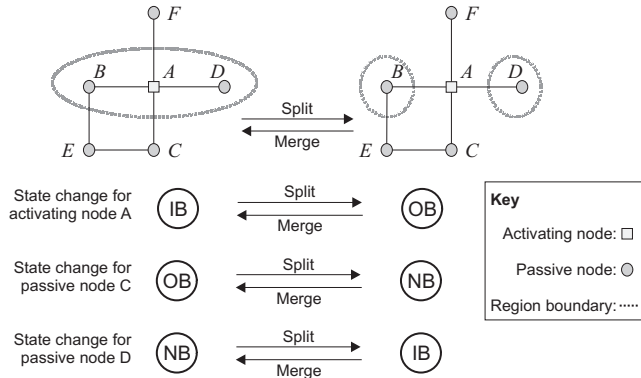 F
B A D
E C
Split
Merge
F
B A D
E C
State change for
activating node A
IB
Split
Merge
OB
State change for
passive node C
OB
Split
Merge
NB
State change for
passive node D
NB
Split
Merge
IB
Key
Activating node:
Passive node:
Region boundary: